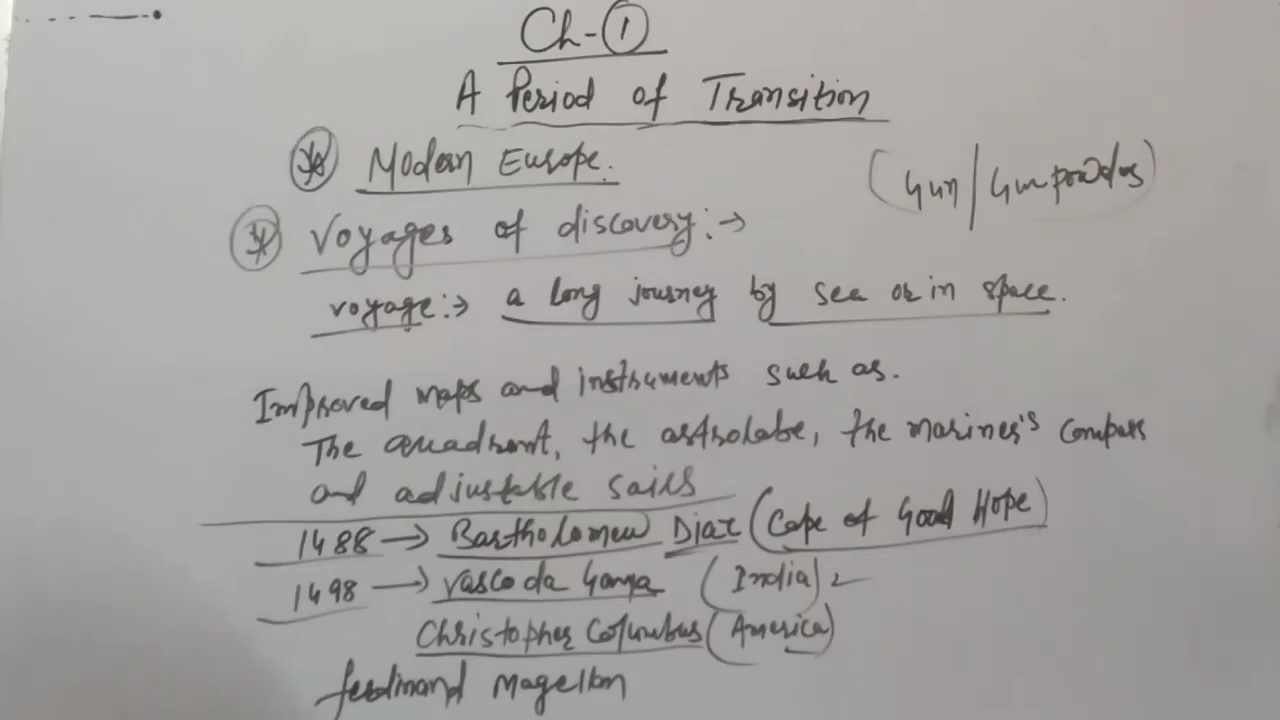 Ch-1
A Period of Transition
Modern Europe.
(Gun/Gunpowders)
Voyages of discovery:→
voyage:→ a long journey by sea or in space.
Improved maps and instruments such as.
The quadrant, the astrolabe, the mariner's compass
and adjustable sails
1488 → Bartholomew Diaz (Cape of Good Hope)
1498 → Vasco da Gama (India)
Christopher Columbus (America)
ferdinand Magellan